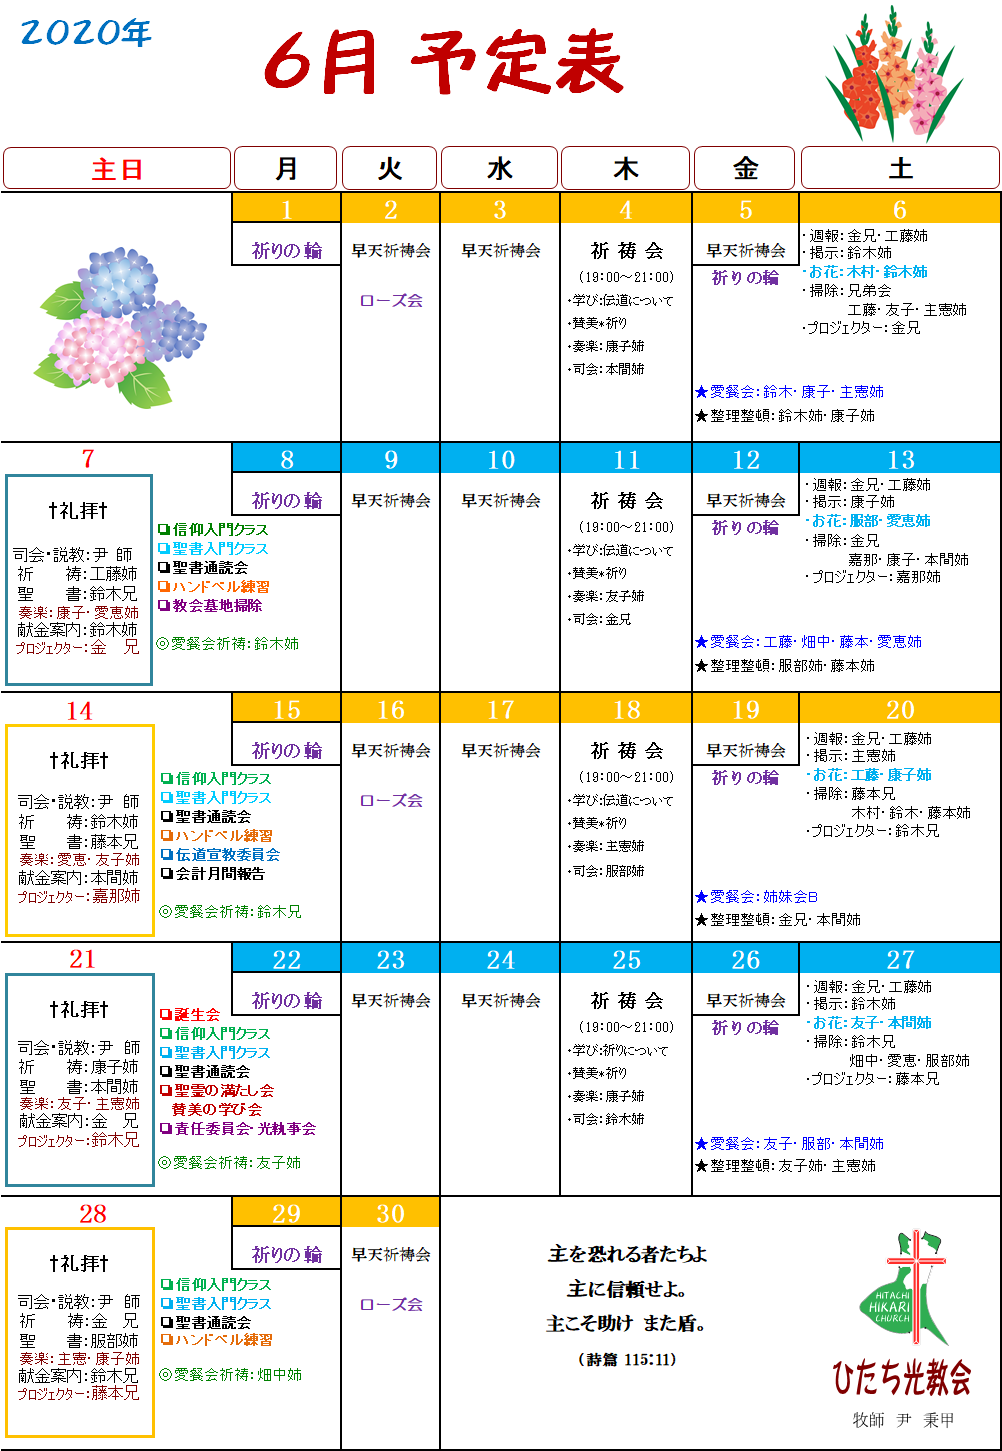 2020年
6月 予定表
主日 月 火 水 木 金 土
1 2 3 4 5 6
祈りの輪
早天祈祷会
ローズ会
早天祈祷会
祈 祷 会
(19:00～21:00)
・学び:伝道について
・賛美*祈り
・奏楽：康子姉
・司会：本間姉
早天祈祷会
祈りの輪
・週報：金兄・工藤姉
・掲示：鈴木姉
・お花：木村・鈴木姉
・掃除：兄弟会
工藤・友子・主憲姉
・プロジェクター：金兄
★愛餐会：鈴木・康子・主憲姉
★整理整頓：鈴木姉・康子姉
7 8 9 10 11 12 13
†礼拝†
司会・説教：尹 師
祈 祷：工藤姉
聖 書：鈴木兄
奏楽：康子・愛恵姉
献金案内：鈴木姉
プロジェクター：金 兄
❏信仰入門クラス
❏聖書入門クラス
❏聖書通読会
❏ハンドベル練習
❏教会墓地掃除
◎愛餐会祈祷：鈴木姉
祈りの輪
早天祈祷会
早天祈祷会
祈 祷 会
(19:00～21:00)
・学び:伝道について
・賛美*祈り
・奏楽：友子姉
・司会：金兄
早天祈祷会
祈りの輪
・週報：金兄・工藤姉
・掲示：康子姉
・お花：服部・愛恵姉
・掃除：金兄
嘉那・康子・本間姉
・プロジェクター：嘉那姉
★愛餐会：工藤・畑中・藤本・愛恵姉
★整理整頓：服部姉・藤本姉
14 15 16 17 18 19 20
†礼拝†
司会・説教：尹 師
祈 祷：鈴木姉
聖 書：藤本兄
奏楽：愛恵・友子姉
献金案内：本間姉
プロジェクター：嘉那姉
❏信仰入門クラス
❏聖書入門クラス
❏聖書通読会
❏ハンドベル練習
❏伝道宣教委員会
❏会計月間報告
◎愛餐会祈祷：鈴木兄
祈りの輪
早天祈祷会
ローズ会
早天祈祷会
祈 祷 会
(19:00～21:00)
・学び:伝道について
・賛美*祈り
・奏楽：主憲姉
・司会：服部姉
早天祈祷会
祈りの輪
・週報：金兄・工藤姉
・掲示：主憲姉
・お花：工藤・康子姉
・掃除：藤本兄
木村・鈴木・藤本姉
・プロジェクター：鈴木兄
★愛餐会：姉妹会B
★整理整頓：金兄・本間姉
21 22 23 24 25 26 27
†礼拝†
司会・説教：尹 師
祈 祷：康子姉
聖 書：本間姉
奏楽：友子・主憲姉
献金案内：金 兄
プロジェクター：鈴木兄
❏誕生会
❏信仰入門クラス
❏聖書入門クラス
❏聖書通読会
❏聖霊の満たし会
賛美の学び会
❏責任委員会・光執事会
◎愛餐会祈祷：友子姉
祈りの輪
早天祈祷会
早天祈祷会
祈 祷 会
(19:00～21:00)
・学び:祈りについて
・賛美*祈り
・奏楽：康子姉
・司会：鈴木姉
早天祈祷会
祈りの輪
・週報：金兄・工藤姉
・掲示：鈴木姉
・お花：友子・本間姉
・掃除：鈴木兄
畑中・愛恵・服部姉
・プロジェクター：藤本兄
★愛餐会：友子・服部・本間姉
★整理整頓：友子姉・主憲姉
28 29 30
†礼拝†
司会・説教：尹 師
祈 祷：金 兄
聖 書：服部姉
奏楽：主憲・康子姉
献金案内：鈴木兄
プロジェクター：藤本兄
❏信仰入門クラス
❏聖書入門クラス
❏聖書通読会
❏ハンドベル練習
◎愛餐会祈祷：畑中姉
祈りの輪
早天祈祷会
ローズ会
主を恐れる者たちよ
主に信頼せよ。
主こそ助け また盾。
（詩篇 115:11）
HITACHI
HIKARI
CHURCH
ひたち光教会
牧師 尹 秉甲